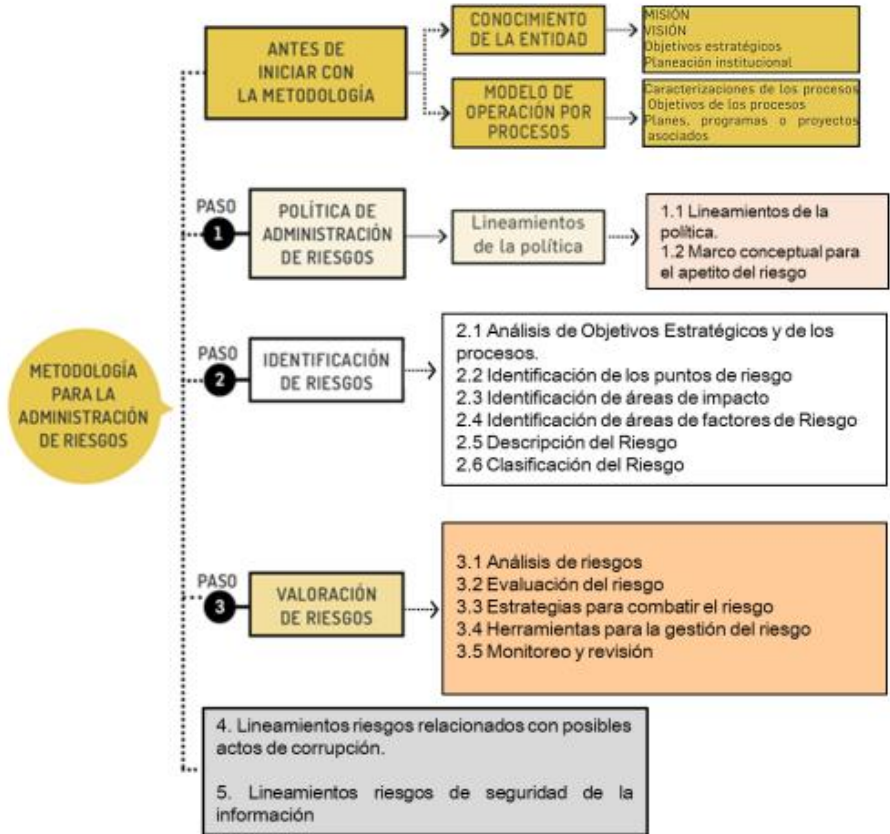 ANTES DE
INICIAR CON
LA METODOLOGÍA
CONOCIMIENTO
DE LA ENTIDAD
MISIÓN
VISIÓN
Objetivos estratégicos
Planeación institucional
MODELO DE
OPERACIÓN POR
PROCESOS
Caracterizaciones de los procesos
Objetivos de los procesos
Planes, programas o proyectos
asociados
PASO
1
POLÍTICA DE
ADMINISTRACIÓN
DE RIESGOS
Lineamientos
de la política
1.1 Lineamientos de la
política.
1.2 Marco conceptual para
el apetito del riesgo
METODOLOGÍA
PARA LA
ADMINISTRACIÓN
DE RIESGOS
PASO
2
IDENTIFICACIÓN
DE RIESGOS
2.1 Análisis de Objetivos Estratégicos y de los
procesos.
2.2 Identificación de los puntos de riesgo
2.3 Identificación de áreas de impacto
2.4 Identificación de áreas de factores de Riesgo
2.5 Descripción del Riesgo
2.6 Clasificación del Riesgo
PASO
3
VALORACIÓN
DE RIESGOS
3.1 Análisis de riesgos
3.2 Evaluación del riesgo
3.3 Estrategias para combatir el riesgo
3.4 Herramientas para la gestión del riesgo
3.5 Monitoreo y revisión
4. Lineamientos riesgos relacionados con posibles
actos de corrupción.
5. Lineamientos riesgos de seguridad de la
información